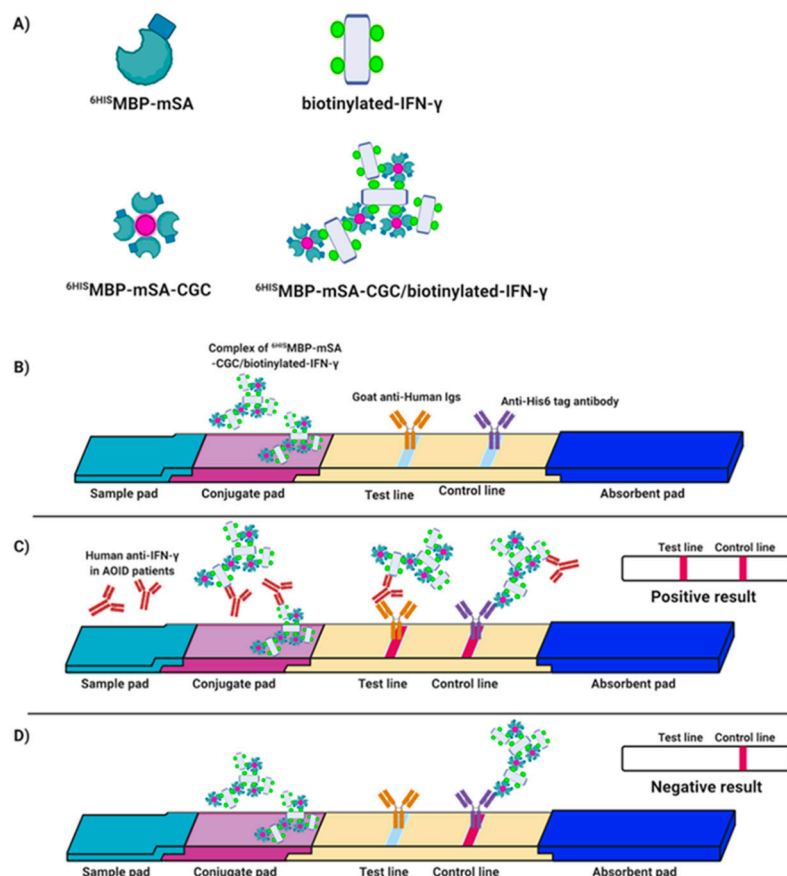 A)
6HISMBP-mSA
biotinylated-IFN-γ
6HISMBP-mSA-CGC
6HISMBP-mSA-CGC/biotinylated-IFN-γ
B)
Complex of 6HISMBP-mSA
-CGC/biotinylated-IFN-γ
Goat anti-Human Igs
Anti-His6 tag antibody
Sample pad
Conjugate pad
Test line
Control line
Absorbent pad
C)
Human anti-IFN-γ
in AOID patients
Test line
Control line
Positive result
Sample pad
Conjugate pad
Test line
Control line
Absorbent pad
D)
Test line
Control line
Negative result
Sample pad
Conjugate pad
Test line
Control line
Absorbent pad